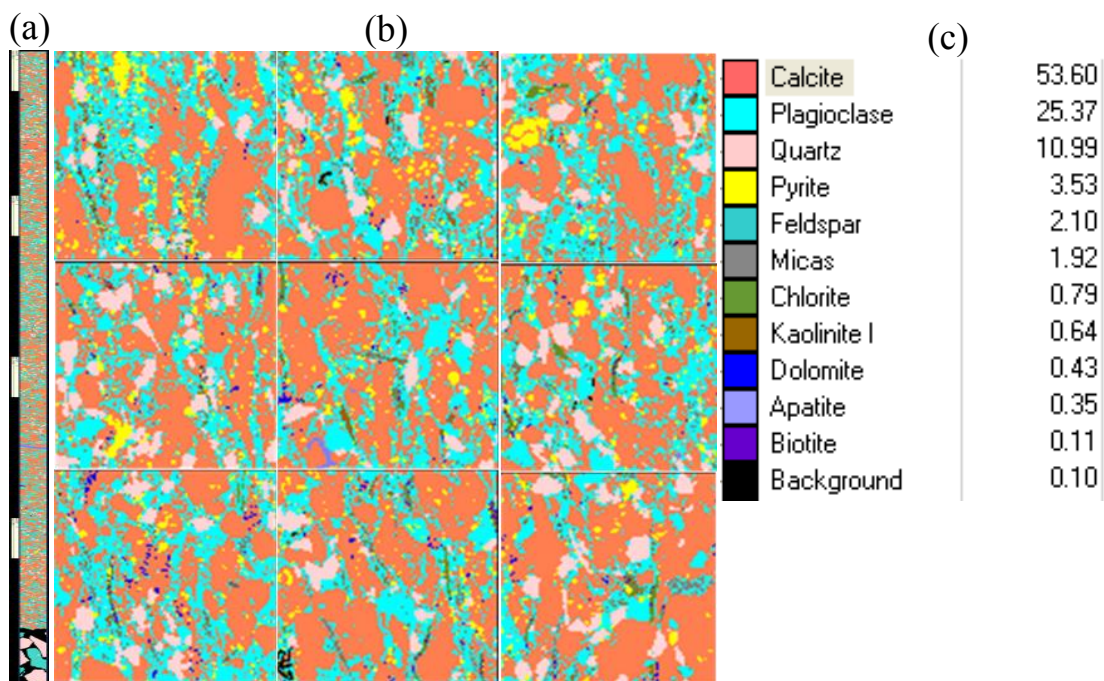 (a)
(b)
(c)
Calcite 53.60
Plagioclase 25.37
Quartz 10.99
Pyrite 3.53
Feldspar 2.10
Micas 1.92
Chlorite 0.79
Kaolinite I 0.64
Dolomite 0.43
Apatite 0.35
Biotite 0.11
Background 0.10